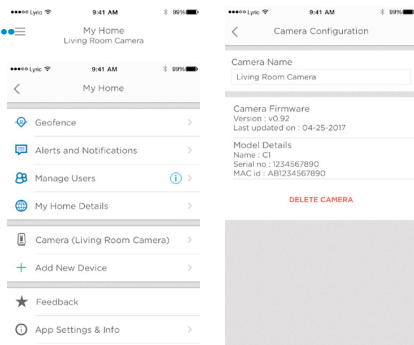 Lyric 9:41 AM 99%
My Home
Living Room Camera
Lyric 9:41 AM 99%
My Home
Geofence
Alerts and Notifications
Manage Users
My Home Details
Camera (Living Room Camera)
Add New Device
Feedback
App Settings & Info
Lyric 9:41 AM 99%
Camera Configuration
Camera Name
Living Room Camera
Camera Firmware
Version : v0.92
Last updated on : 04-25-2017
Model Details
Name : C1
Serial no : 1234567890
MAC id : AB1234567890
DELETE CAMERA